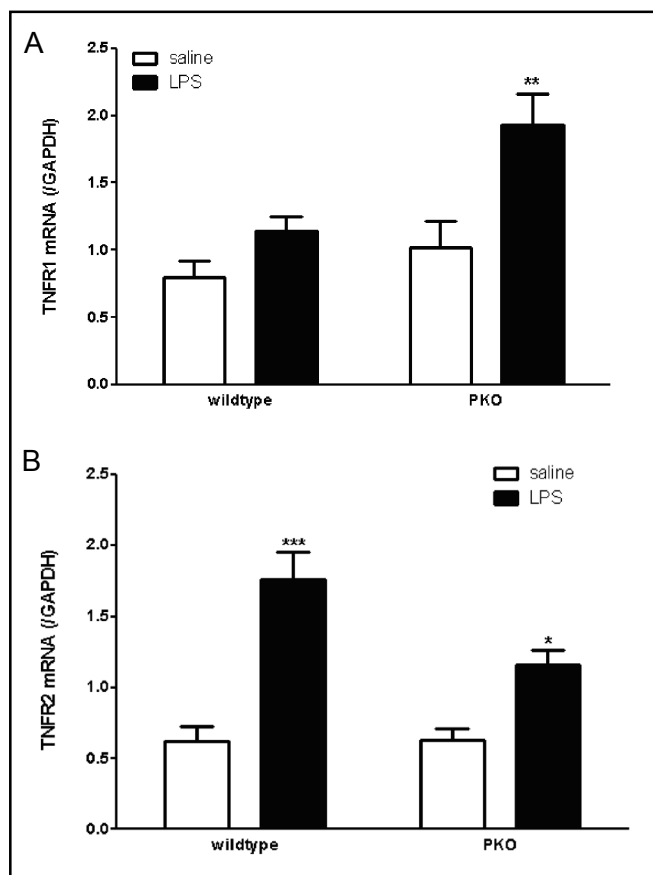 A
2.5
saline
LPS
**
2.0
1.5
1.0
0.5
0.0
TNFR1 mRNA (/GAPDH)
wildtype
PKO
B
2.5
saline
LPS
***
2.0
1.5
*
1.0
0.5
0.0
TNFR2 mRNA (/GAPDH)
wildtype
PKO